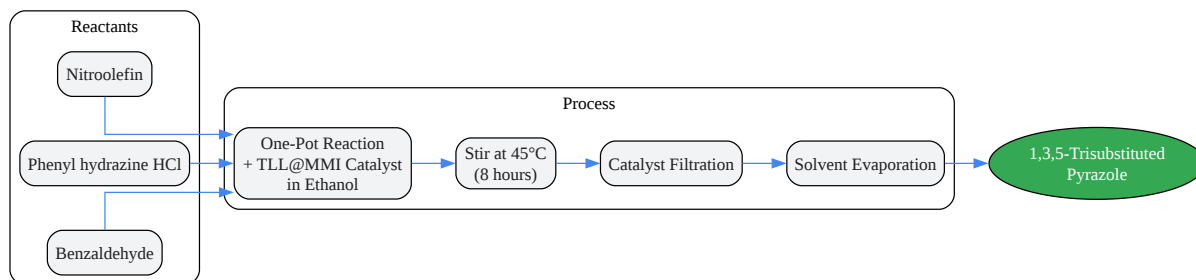 Reactants
Nitroolefin
Phenyl hydrazine HCl
Benzaldehyde
Process
One-Pot Reaction
+ TLL@MMI Catalyst
in Ethanol
Stir at 45°C
(8 hours)
Catalyst Filtration
Solvent Evaporation
1,3,5-Trisubstituted
Pyrazole